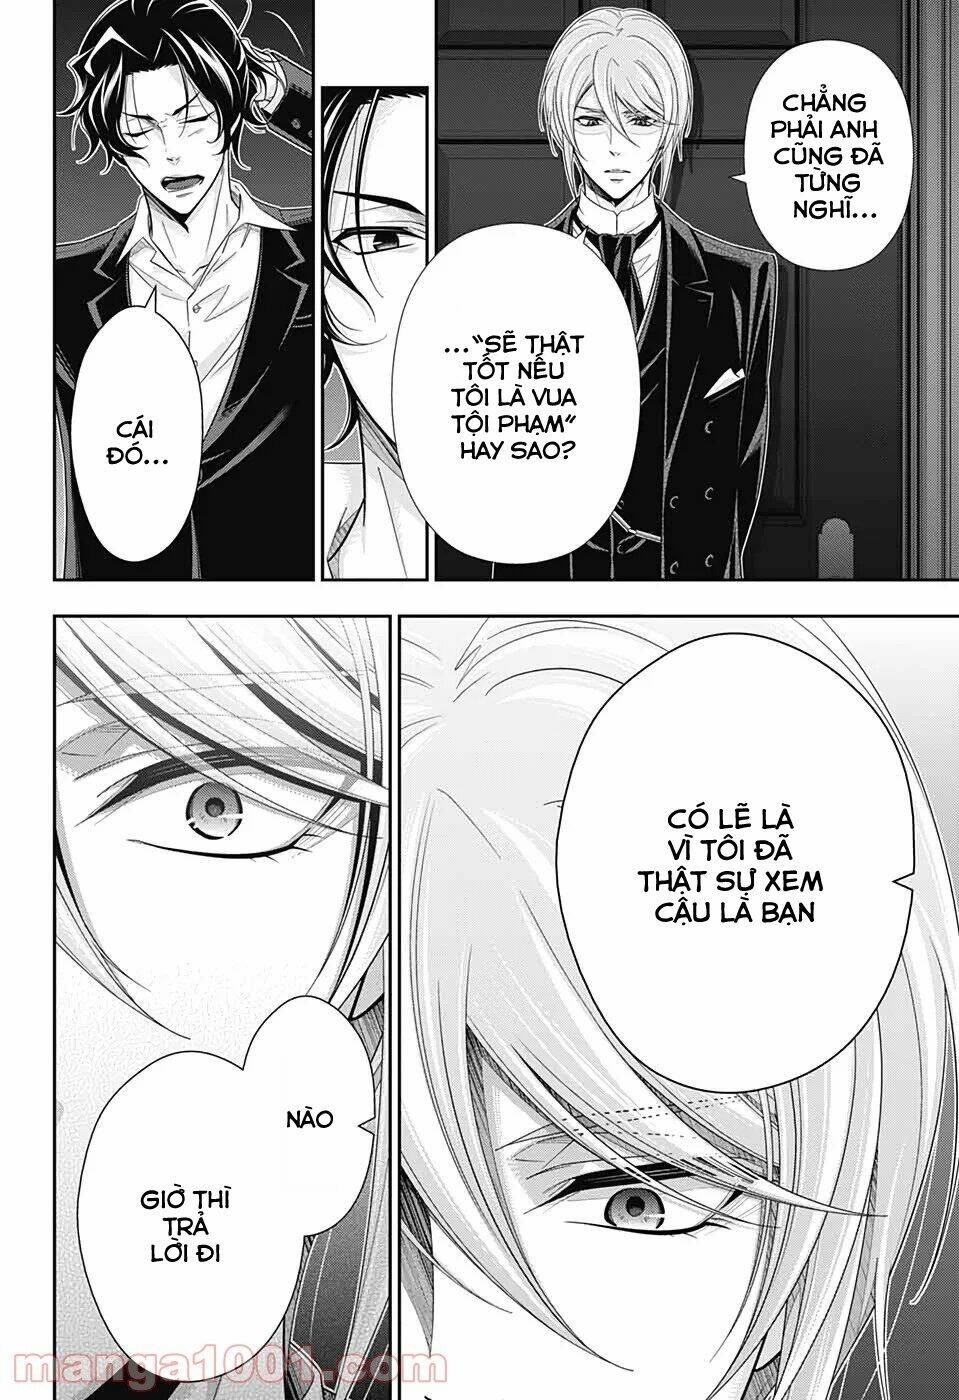 CHẲNG
PHẢI ANH
CŨNG ĐÃ
TỪNG
NGHĨ...
..."SẼ THẬT
TỐT NẾU
TÔI LÀ VUA
TỘI PHẠM"
HAY SAO?
CÁI
ĐÓ...
CÓ LẼ LÀ
VÌ TÔI ĐÃ
THẬT SỰ XEM
CẬU LÀ BẠN
NÀO
GIỜ THÌ
TRẢ
LỜI ĐI
manga1001.com